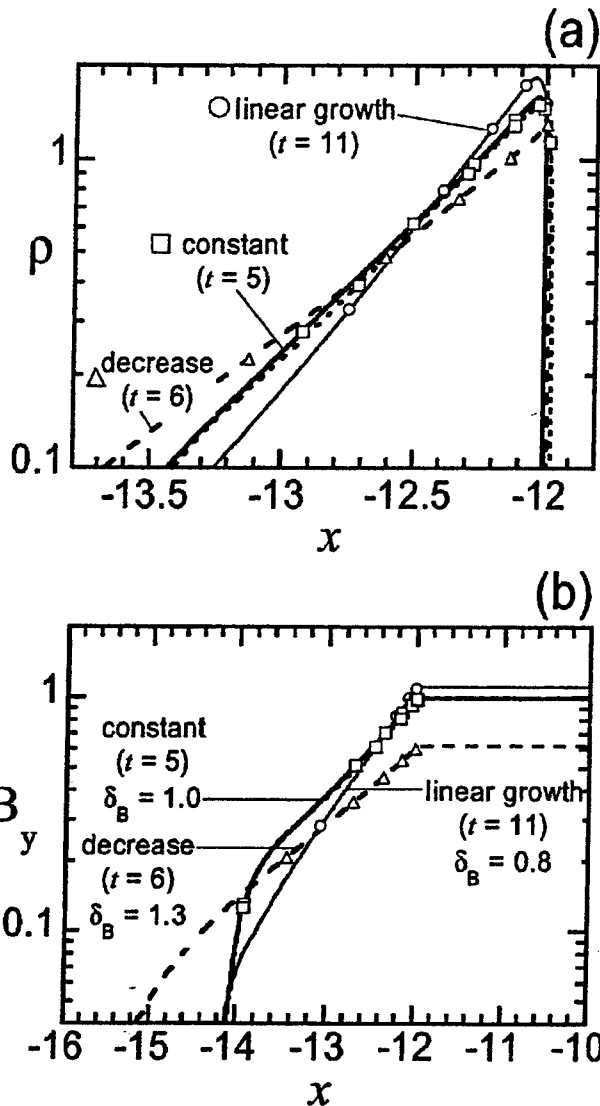 (a)
linear growth
(t = 11)
1
ρ
constant
(t = 5)
decrease
(t = 6)
0.1
-13.5 -13 -12.5 -12
x
(b)
1
constant
(t = 5)
δB = 1.0
linear growth
(t = 11)
δB = 0.8
By
decrease
(t = 6)
δB = 1.3
0.1
-16 -15 -14 -13 -12 -11 -10
x